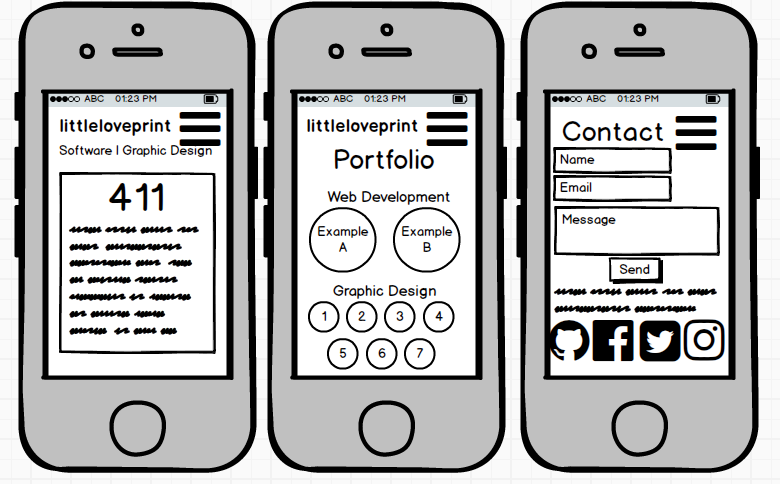 ABC 01:23 PM
littleloveprint
Software | Graphic Design
411
ABC 01:23 PM
littleloveprint
Portfolio
Web Development
Example
A
Example
B
Graphic Design
1 2 3 4
5 6 7
ABC 01:23 PM
Contact
Name
Email
Message
Send